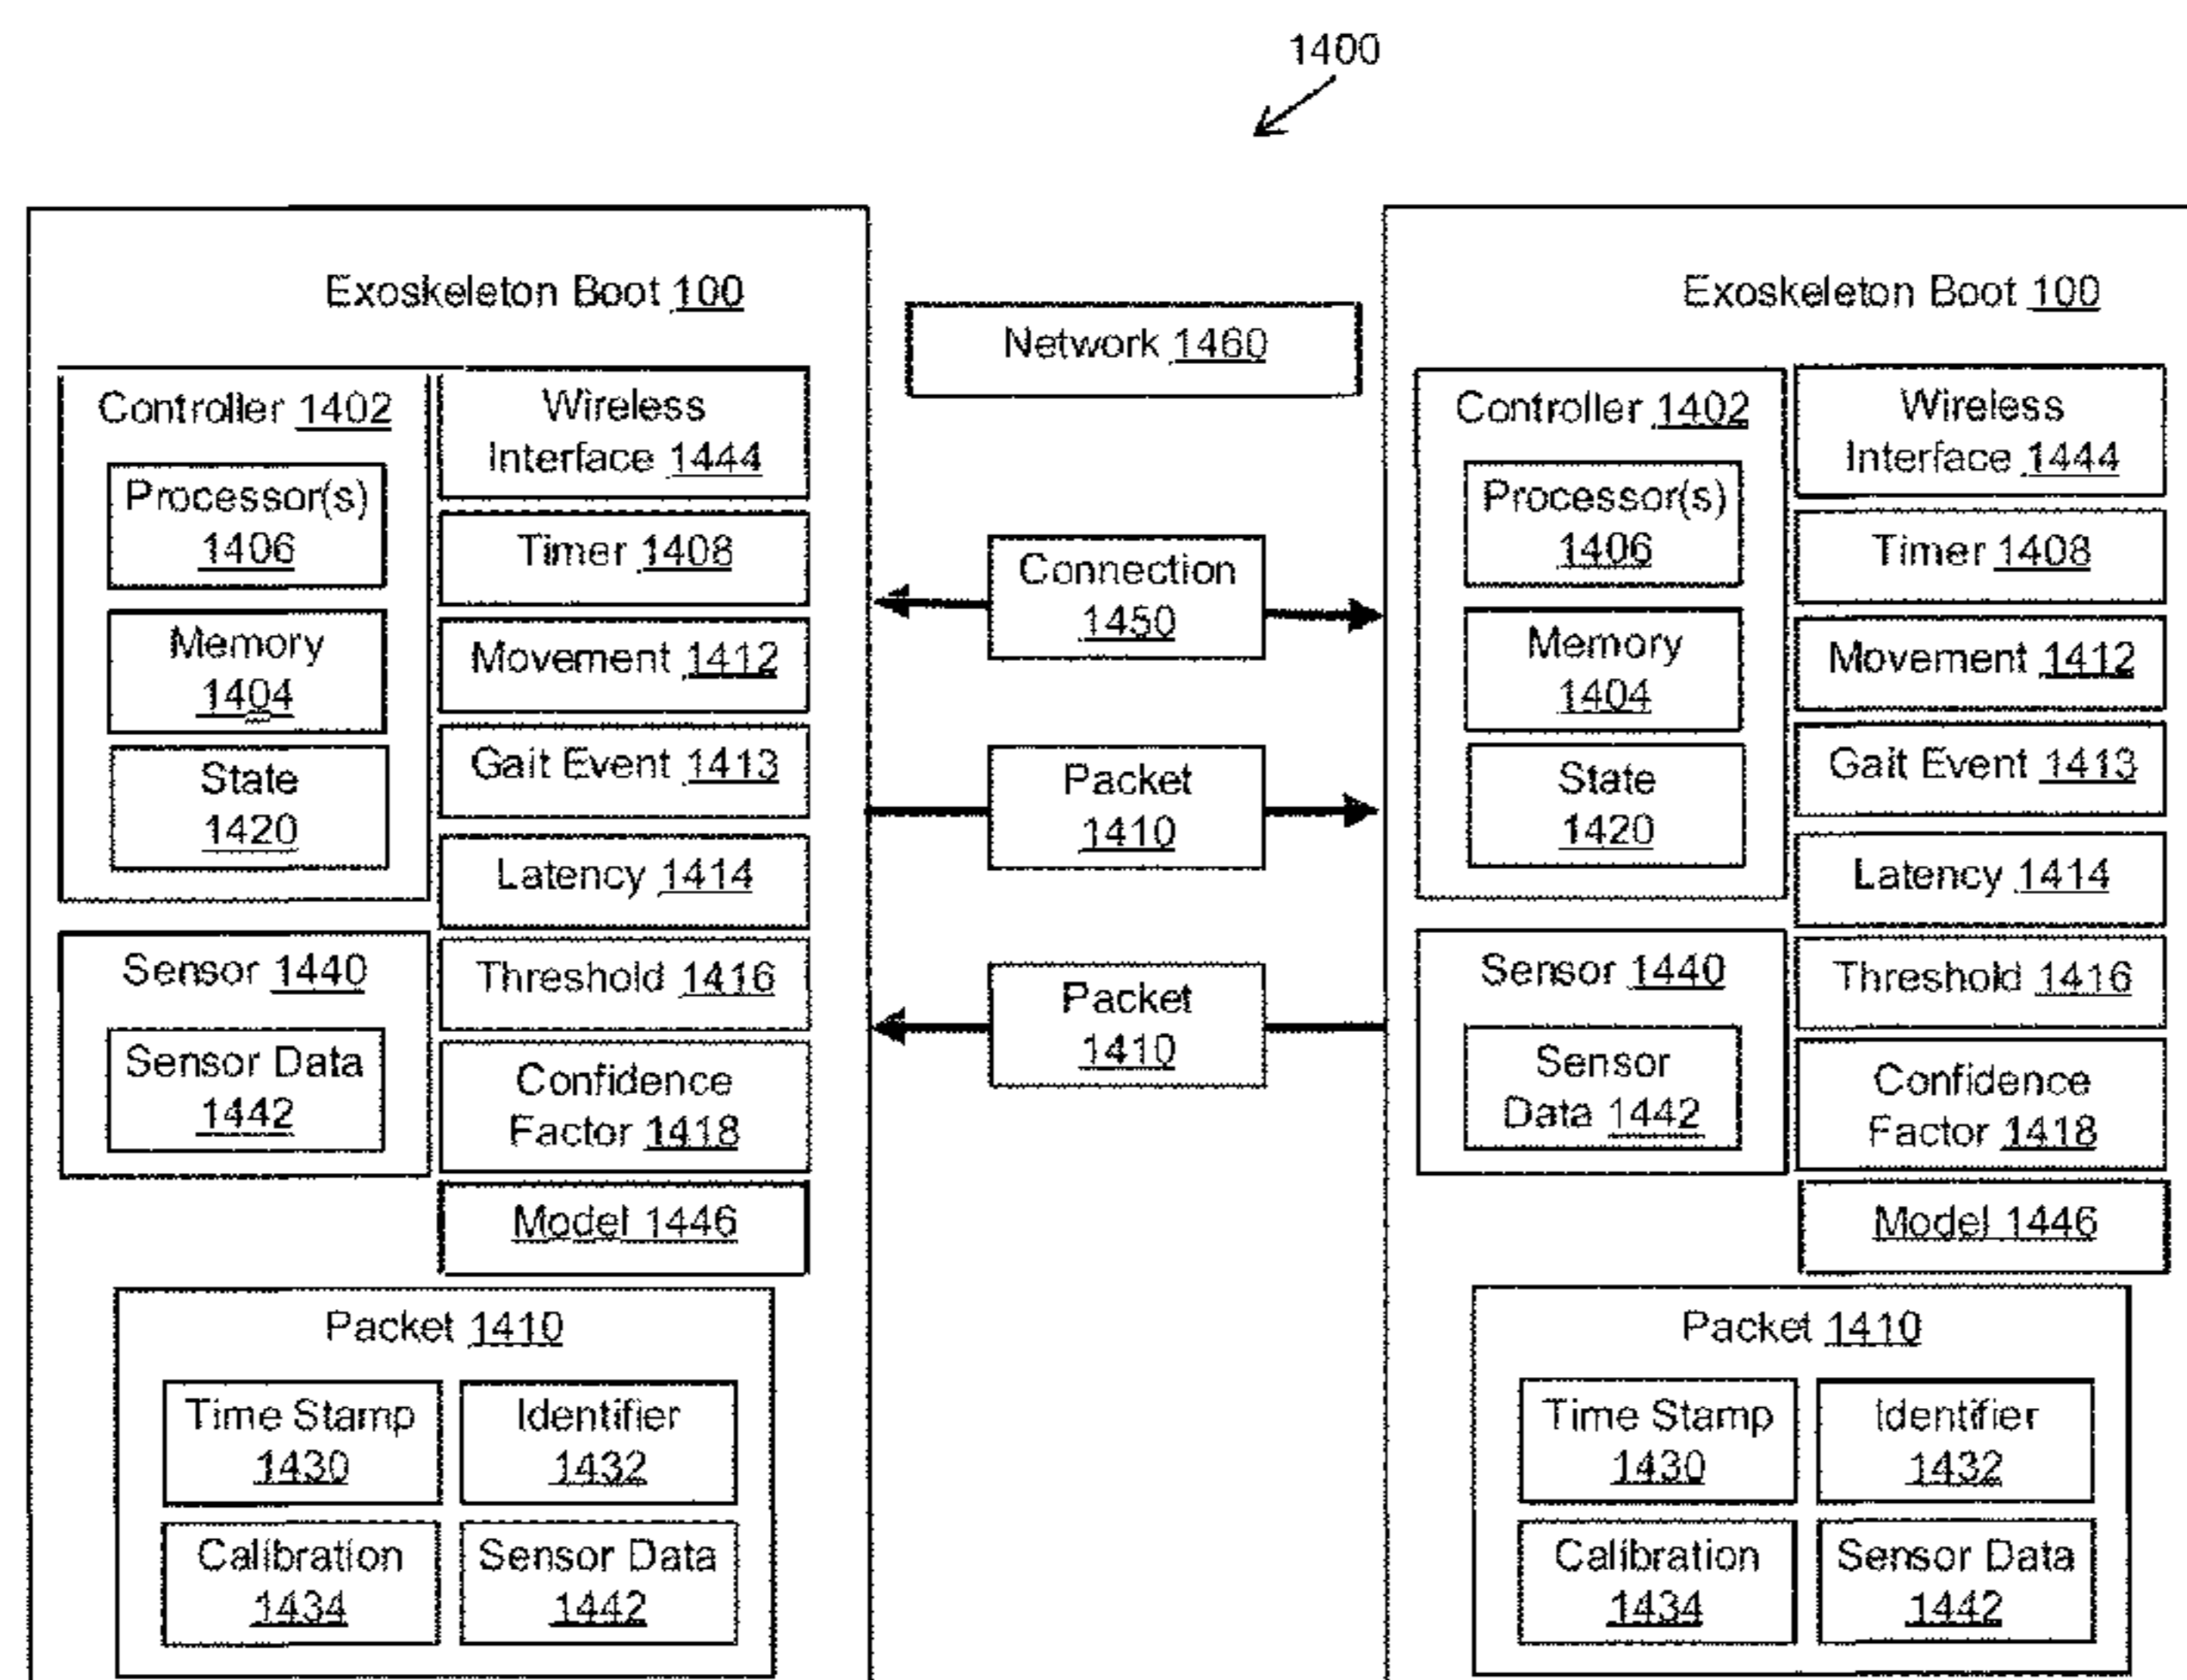 1400
Exoskeleton Boot 100
Controller 1402
Processor(s)
1406
Memory
1404
State
1420
Wireless
Interface 1444
Timer 1408
Movement 1412
Gait Event 1413
Latency 1414
Threshold 1416
Confidence
Factor 1418
Model 1446
Sensor 1440
Sensor Data
1442
Packet 1410
Time Stamp
1430
Identifier
1432
Calibration
1434
Sensor Data
1442
Network 1460
Connection
1450
Packet
1410
Packet
1410
Exoskeleton Boot 100
Controller 1402
Processor(s)
1406
Memory
1404
State
1420
Wireless
Interface 1444
Timer 1408
Movement 1412
Gait Event 1413
Latency 1414
Threshold 1416
Confidence
Factor 1418
Model 1446
Sensor 1440
Sensor
Data 1442
Packet 1410
Time Stamp
1430
Identifier
1432
Calibration
1434
Sensor Data
1442